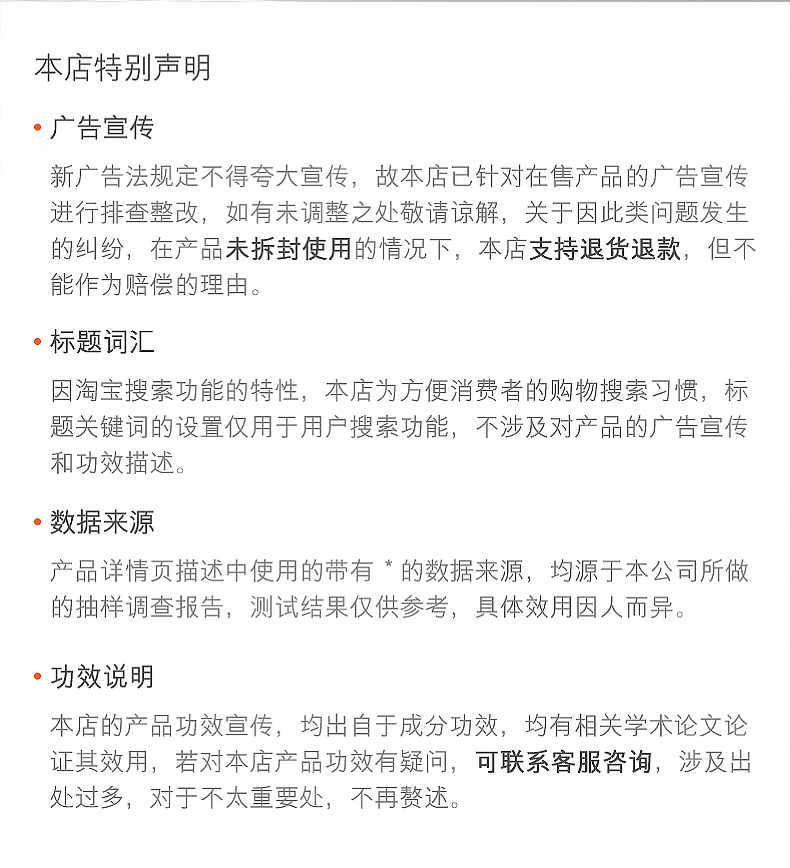 本店特别声明
• 广告宣传
新广告法规定不得夸大宣传，故本店已针对在售产品的广告宣传
进行排查整改，如有未调整之处敬请谅解，关于因此类问题发生
的纠纷，在产品未拆封使用的情况下，本店支持退货退款，但不
能作为赔偿的理由。
• 标题词汇
因淘宝搜索功能的特性，本店为方便消费者的购物搜索习惯，标
题关键词的设置仅用于用户搜索功能，不涉及对产品的广告宣传
和功效描述。
• 数据来源
产品详情页描述中使用的带有 * 的数据来源，均源于本公司所做
的抽样调查报告，测试结果仅供参考，具体效用因人而异。
• 功效说明
本店的产品功效宣传，均出自于成分功效，均有相关学术论文论
证其效用，若对本店产品功效有疑问，可联系客服咨询，涉及出
处过多，对于不太重要处，不再赘述。